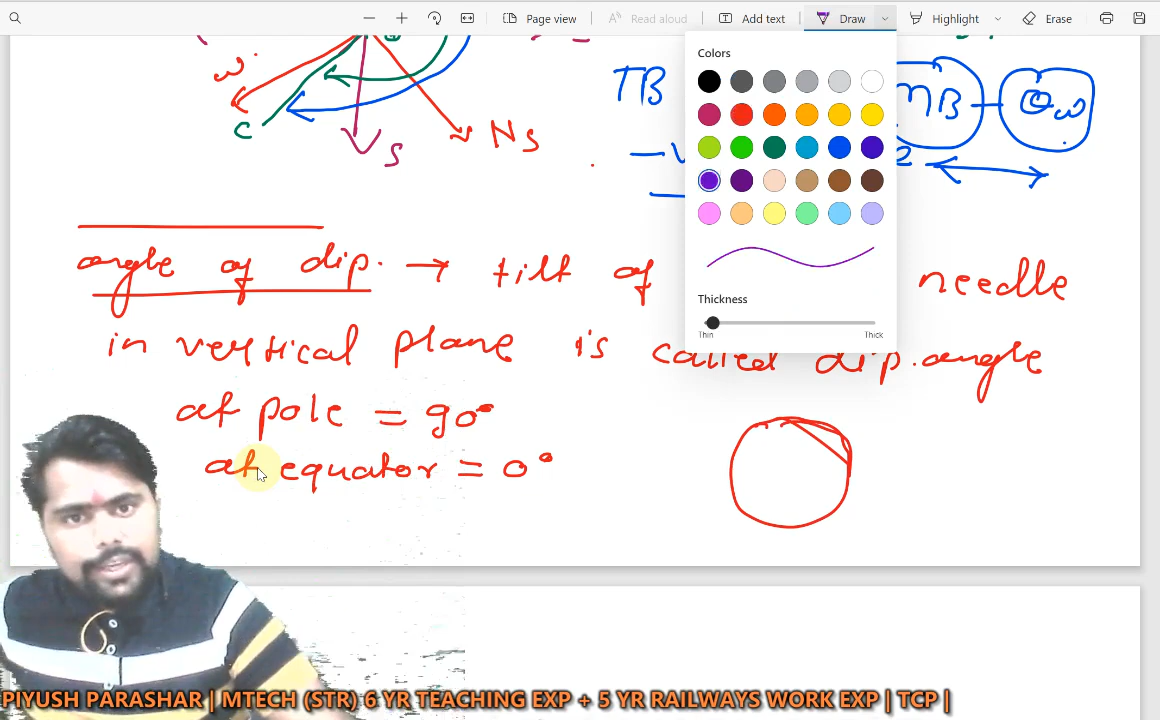 Page view
Read aloud
Add text
Draw
Highlight
Erase
Colors
w
c
S
Ns
TB
MB
θw
angle of dip. → tilt of needle
Thickness
Thin Thick
in vertical plane is called dip.angle
at pole = 90°
at equator = 0°
PIYUSH PARASHAR | MTECH (STR) 6 YR TEACHING EXP + 5 YR RAILWAYS WORK EXP | TCP |